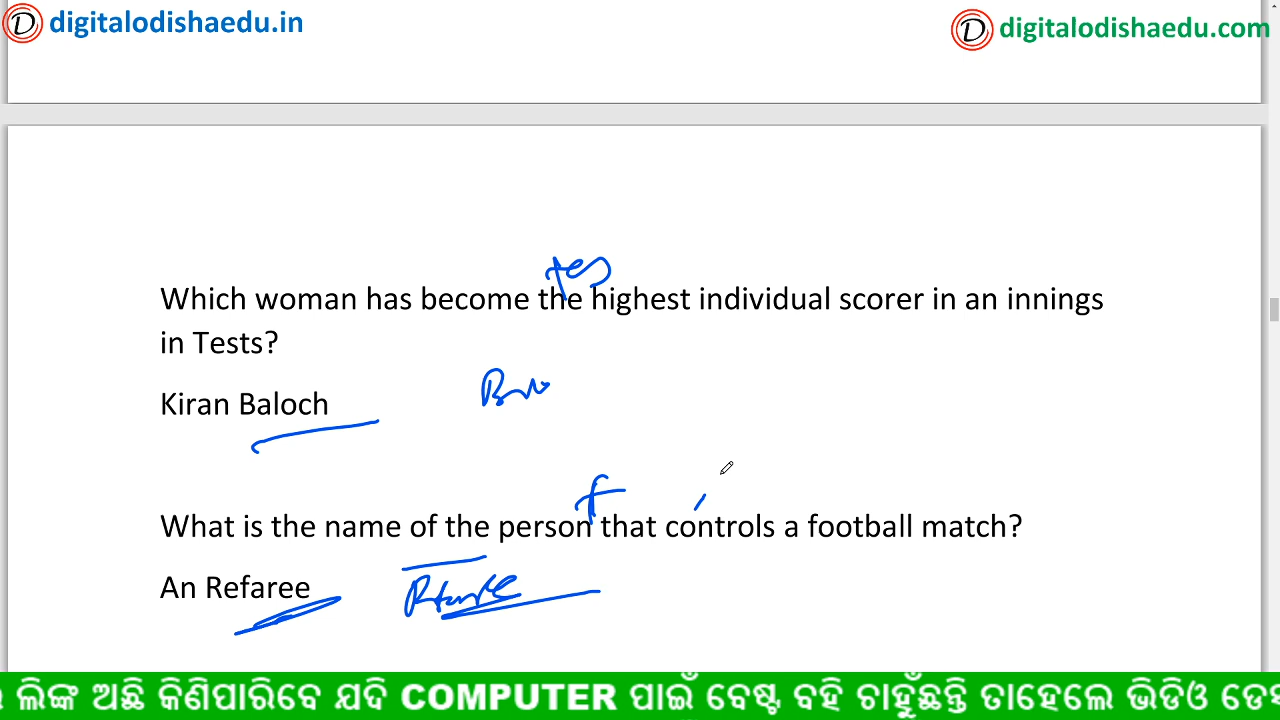 digitalodishaedu.in
digitalodishaedu.com
Which woman has become the highest individual scorer in an innings
in Tests?
Kiran Baloch
What is the name of the person that controls a football match?
An Refaree
ଲିଙ୍କ ଅଛି କିଣିପାରିବେ ଯଦି COMPUTER ପାଇଁ ବେଷ୍ଟ ବହି ଚାହୁଁଛନ୍ତି ତାହେଲେ ଭିଡିଓ